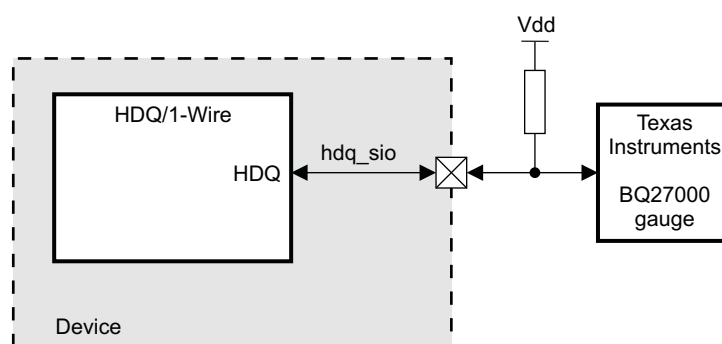 Vdd
HDQ/1-Wire
hdq_sio
HDQ
Texas
Instruments
BQ27000
gauge
Device